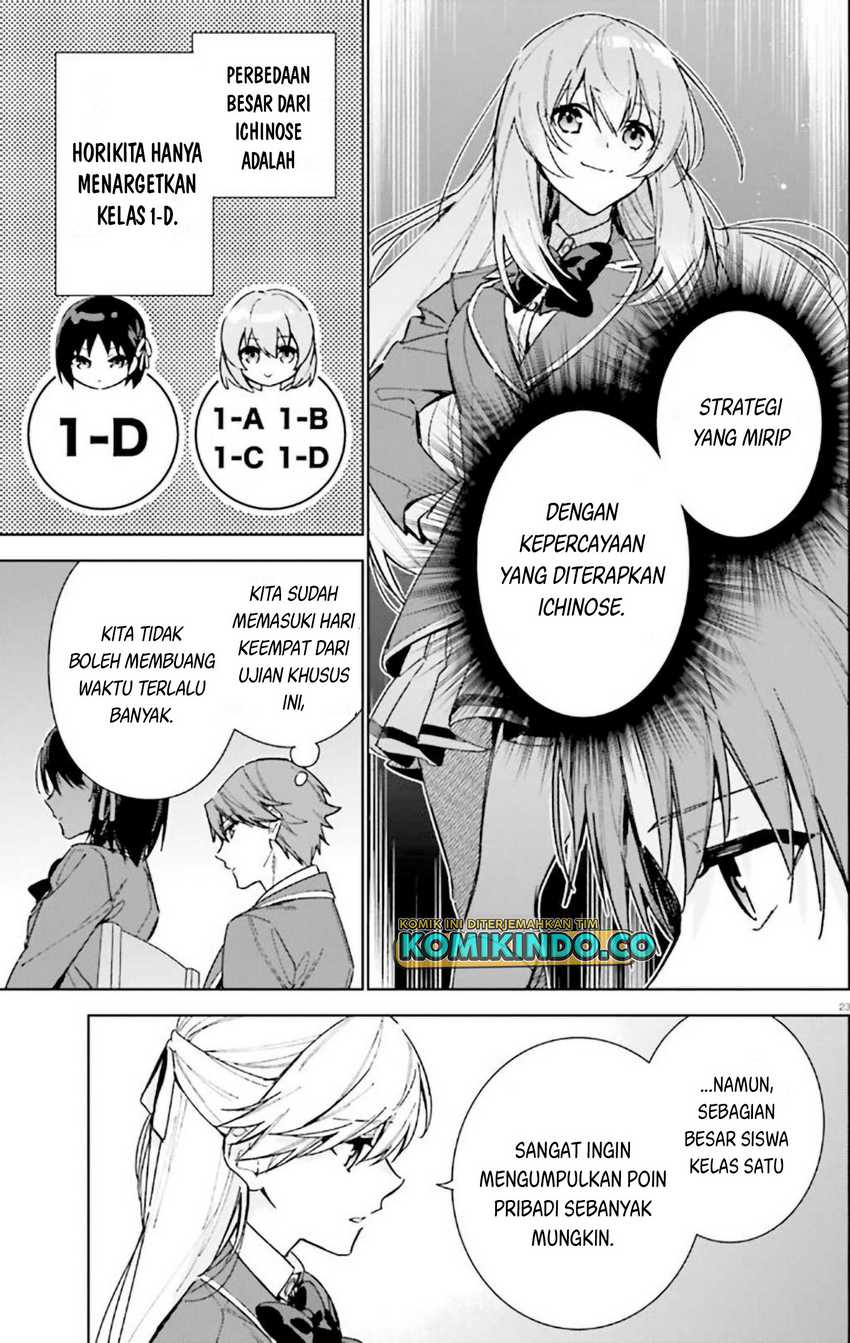 STRATEGI
YANG MIRIP
DENGAN
KEPERCAYAAN
YANG DITERAPKAN
ICHINOSE.
PERBEDAAN
BESAR DARI
ICHINOSE
ADALAH
HORIKITA HANYA
MENARGETKAN
KELAS 1-D.
1-A 1-B
1-C 1-D
1-D
KITA SUDAH
MEMASUKI HARI
KEEMPAT DARI
UJIAN KHUSUS
INI,
KITA TIDAK
BOLEH MEMBUANG
WAKTU TERLALU
BANYAK.
KOMIK INI DITERJEMAHKAN TIM
KOMIKINDO.CO
23
...NAMUN,
SEBAGIAN
BESAR SISWA
KELAS SATU
SANGAT INGIN
MENGUMPULKAN POIN
PRIBADI SEBANYAK
MUNGKIN.